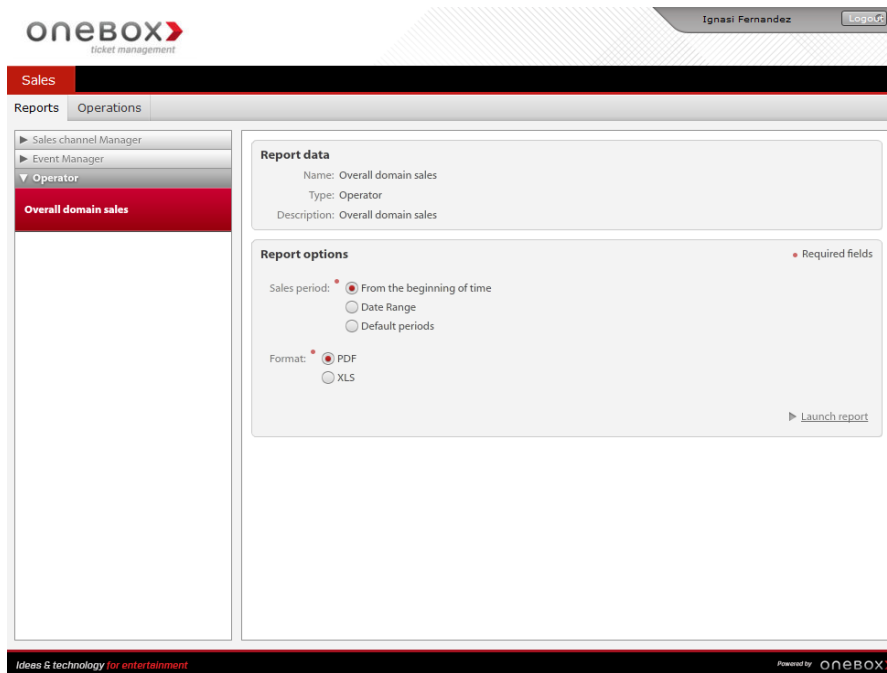 Ignasi Fernandez Logout
oneBOX
ticket management
Sales
Reports Operations
Sales channel Manager
Event Manager
Operator
Overall domain sales
Report data
Name: Overall domain sales
Type: Operator
Description: Overall domain sales
Report options
Required fields
Sales period: * From the beginning of time
Date Range
Default periods
Format: * PDF
XLS
Launch report
Ideas & technology for entertainment
Powered by oneBOX